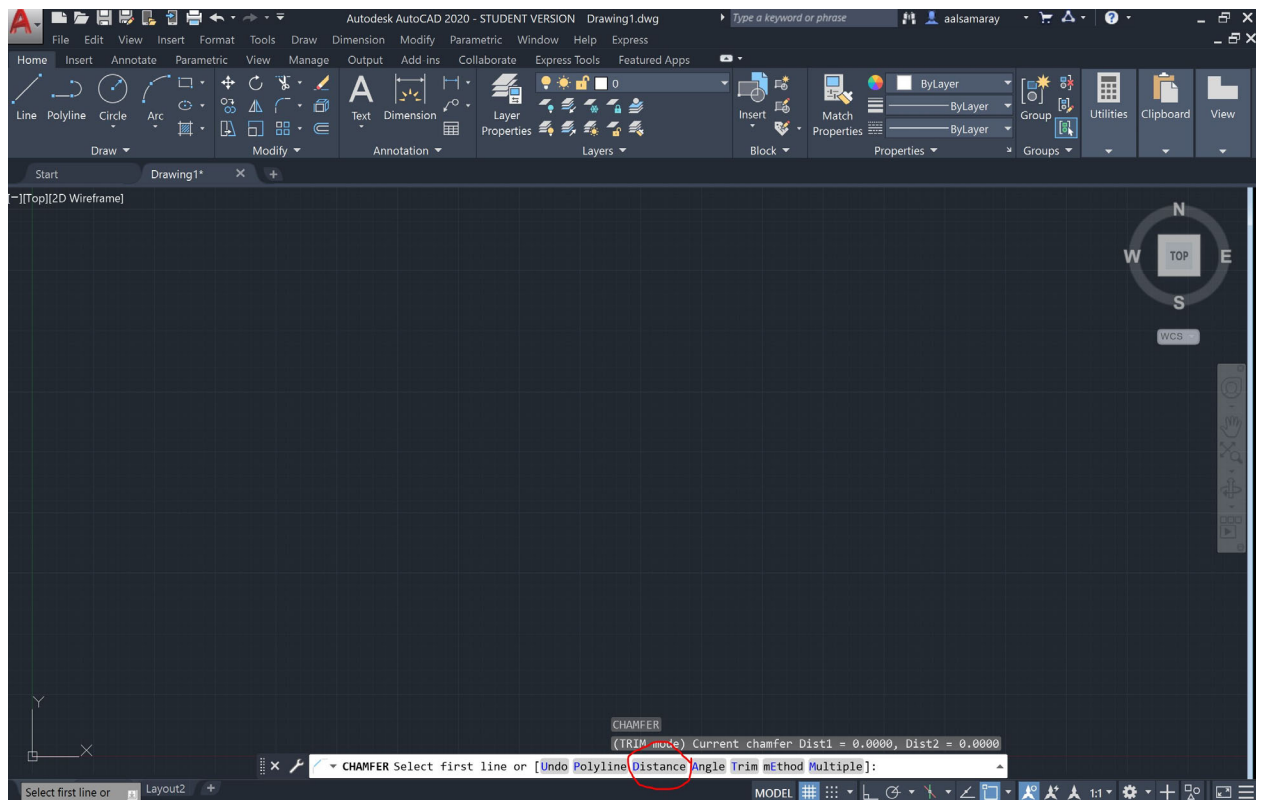 Autodesk AutoCAD 2020 - STUDENT VERSION Drawing1.dwg Type a keyword or phrase aalsamaray
File Edit View Insert Format Tools Draw Dimension Modify Parametric Window Help Express
Home Insert Annotate Parametric View Manage Output Add-ins Collaborate Express Tools Featured Apps
0 ByLayer
Line Polyline Circle Arc Text Dimension Layer Properties Insert Match Properties ByLayer Group Utilities Clipboard View
ByLayer
Draw Modify Annotation Layers Block Properties Groups
Start Drawing1* +
[−][Top][2D Wireframe]
N
W TOP E
S
WCS
Y
X
CHAMFER
(TRIM mode) Current chamfer Dist1 = 0.0000, Dist2 = 0.0000
CHAMFER Select first line or [Undo Polyline Distance Angle Trim mEthod Multiple]:
Select first line or Layout2 + MODEL 1:1